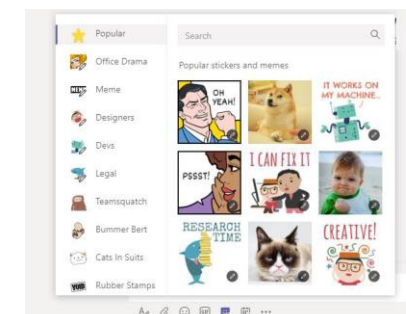 Popular
Office Drama
Meme
Designers
Devs
Legal
Teamsquatch
Bummer Bert
Cats In Suits
Rubber Stamps
Search
Popular stickers and memes
OH
YEAH!
IT WORKS ON
MY MACHINE...
PSSST!
I CAN FIX IT
RESEARCH
TIME
CREATIVE!